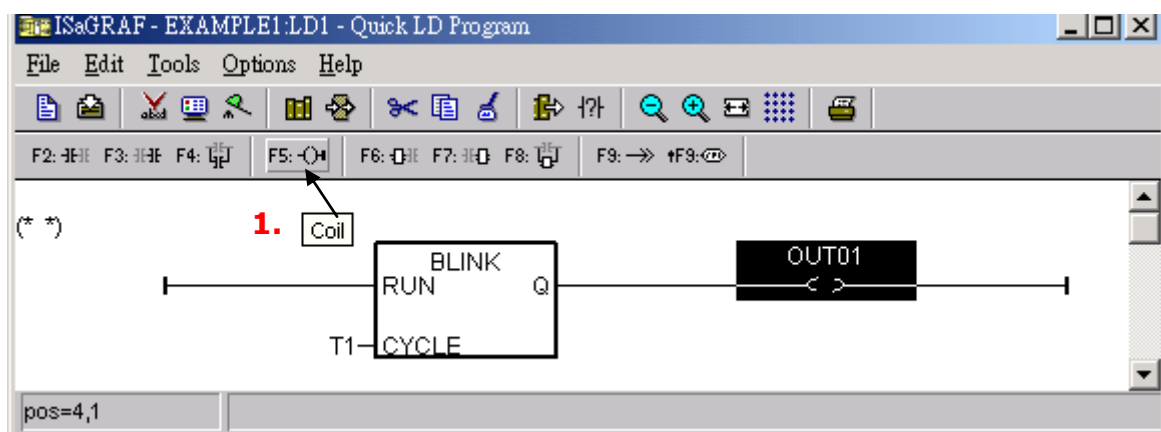 ISaGRAF - EXAMPLE1:LD1 - Quick LD Program
File Edit Tools Options Help
F2: F3: F4: F5: F6: F7: F8: F9: F9:
(* *)
1. Coil
BLINK
OUT01
RUN Q
T1 CYCLE
pos=4,1